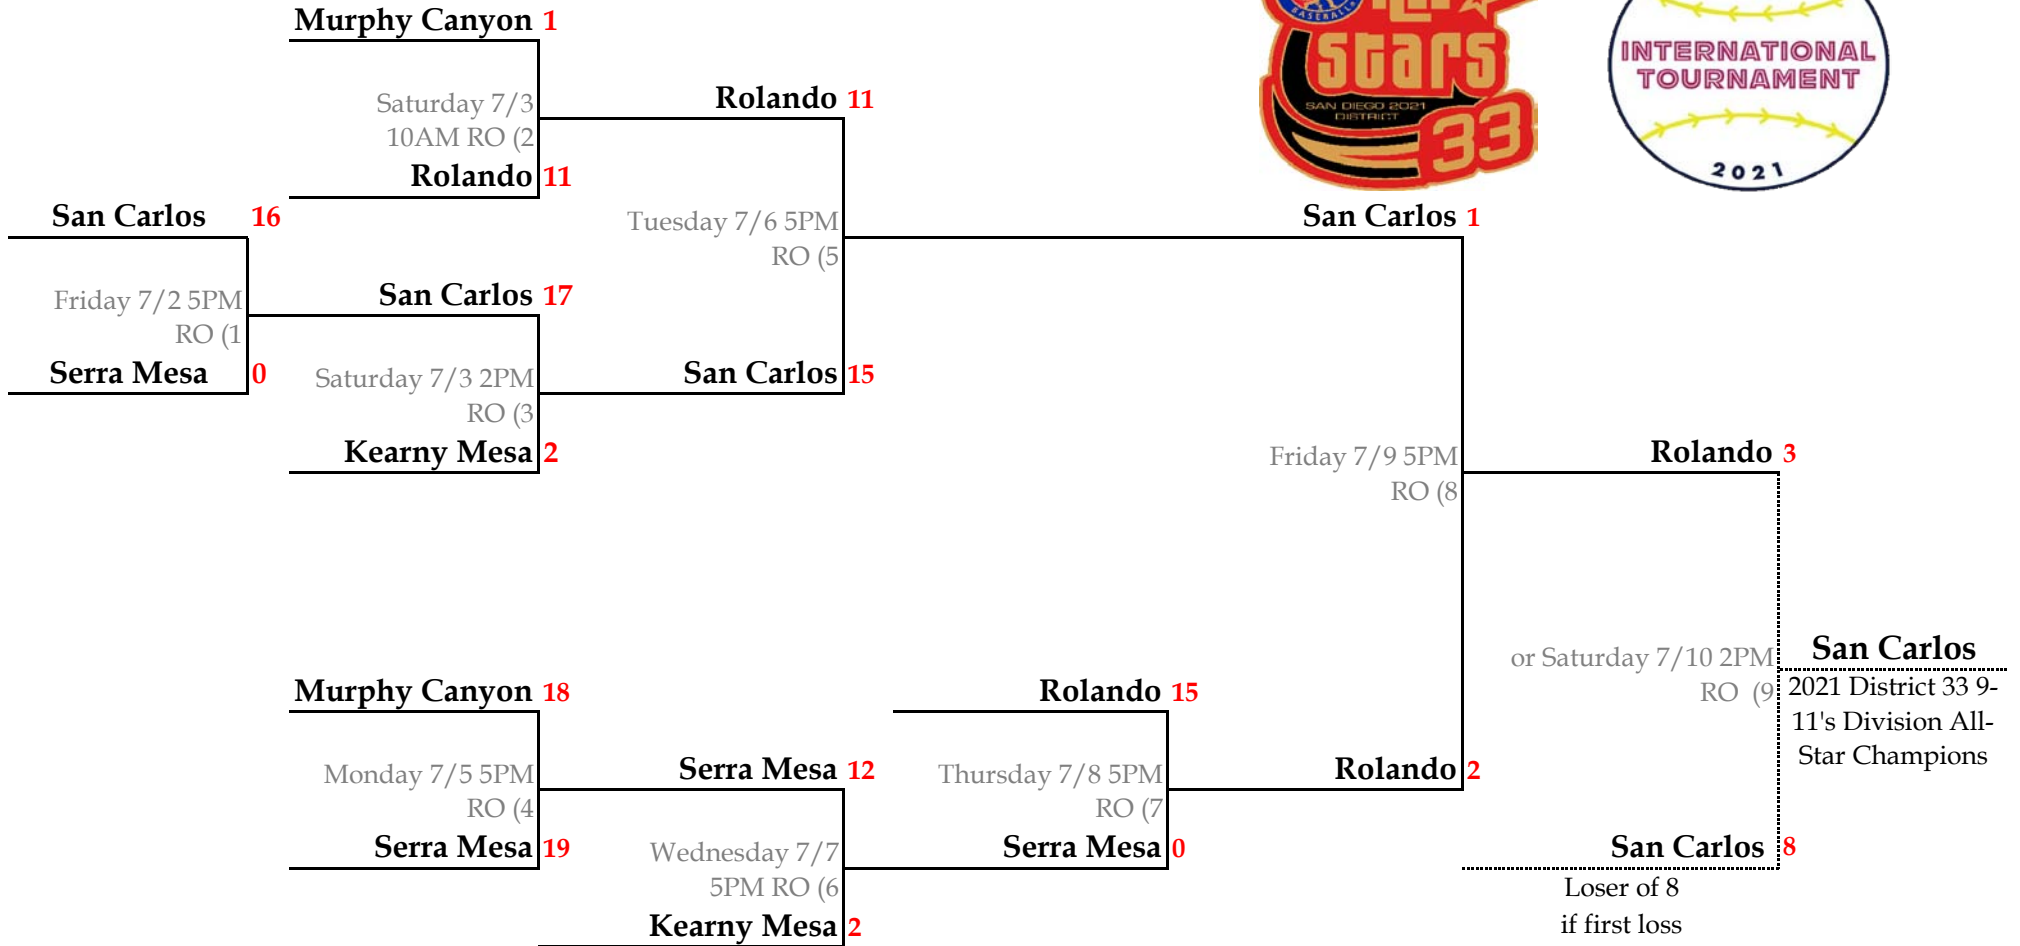 Murphy Canyon 1
Saturday 7/3
10AM RO (2
Rolando 11
Rolando 11
San Carlos 16
Friday 7/2 5PM
RO (1
Serra Mesa 0
San Carlos 17
Saturday 7/3 2PM
RO (3
Kearny Mesa 2
Tuesday 7/6 5PM
RO (5
San Carlos 15
BASEBALL
stars
SAN DIEGO 2021
DISTRICT
33
INTERNATIONAL
TOURNAMENT
2021
San Carlos 1
Friday 7/9 5PM
RO (8
Rolando 3
Murphy Canyon 18
Monday 7/5 5PM
RO (4
Serra Mesa 19
Serra Mesa 12
Wednesday 7/7
5PM RO (6
Kearny Mesa 2
Rolando 15
Thursday 7/8 5PM
RO (7
Serra Mesa 0
Rolando 2
or Saturday 7/10 2PM
RO (9
San Carlos 8
Loser of 8
if first loss
San Carlos
2021 District 33 9-
11's Division All-
Star Champions